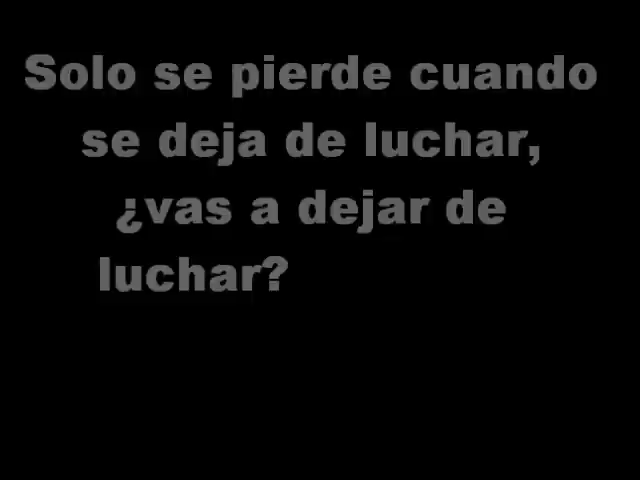 Solo se pierde cuando
se deja de luchar,
¿vas a dejar de
luchar?